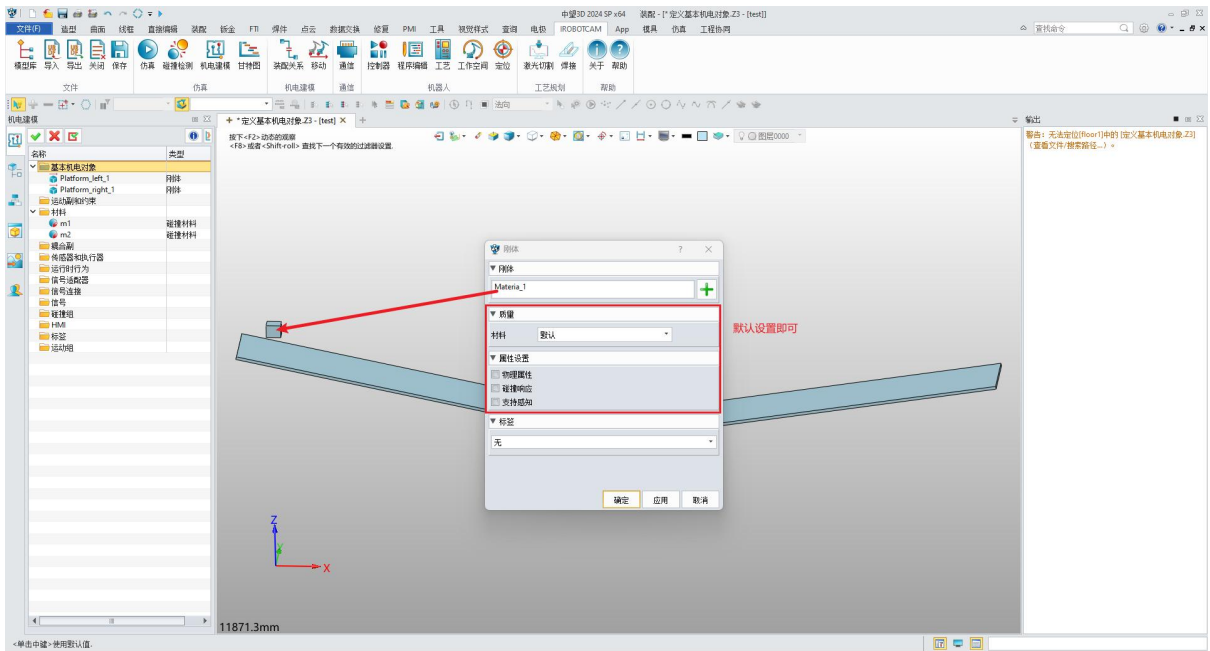 中望3D 2024 SP x64 装配 - [* 定义基本机电对象.Z3 - [test]]
文件(F) 造型 曲面 线框 直接编辑 装配 钣金 FTI 焊件 点云 数据交换 修复 PMI 工具 视觉样式 查询 电极 IROBOTCAM App 模具 仿真 工程协同 查找命令
模型库 导入 导出 关闭 保存 仿真 碰撞检测 机电建模 甘特图 装配关系 移动 通信 控制器 程序编辑 工艺 工作空间 定位 激光切割 焊接 关于 帮助
文件 仿真 机电建模 通信 机器人 工艺规划 帮助
法向
机电建模
+ * 定义基本机电对象.Z3 - [test] × +
输出
按下<F2>动态的观察
<F8>或者<Shift-roll> 查找下一个有效的过滤器设置.
图层0000
警告: 无法定位[floor1]中的 [定义基本机电对象.Z3]
(查看文件/搜索路径...)。
名称 类型
基本机电对象
Platform_left_1 刚体
Platform_right_1 刚体
运动副和约束
材料
m1 碰撞材料
m2 碰撞材料
耦合副
传感器和执行器
运行时行为
信号适配器
信号连接
信号
碰撞组
HMI
标签
运动组
刚体 ? ×
刚体
Materia_1
质量
材料 默认
默认设置即可
属性设置
物理属性
碰撞响应
支持感知
标签
无
确定 应用 取消
Z
Y
X
11871.3mm
<单击中键>使用默认值.